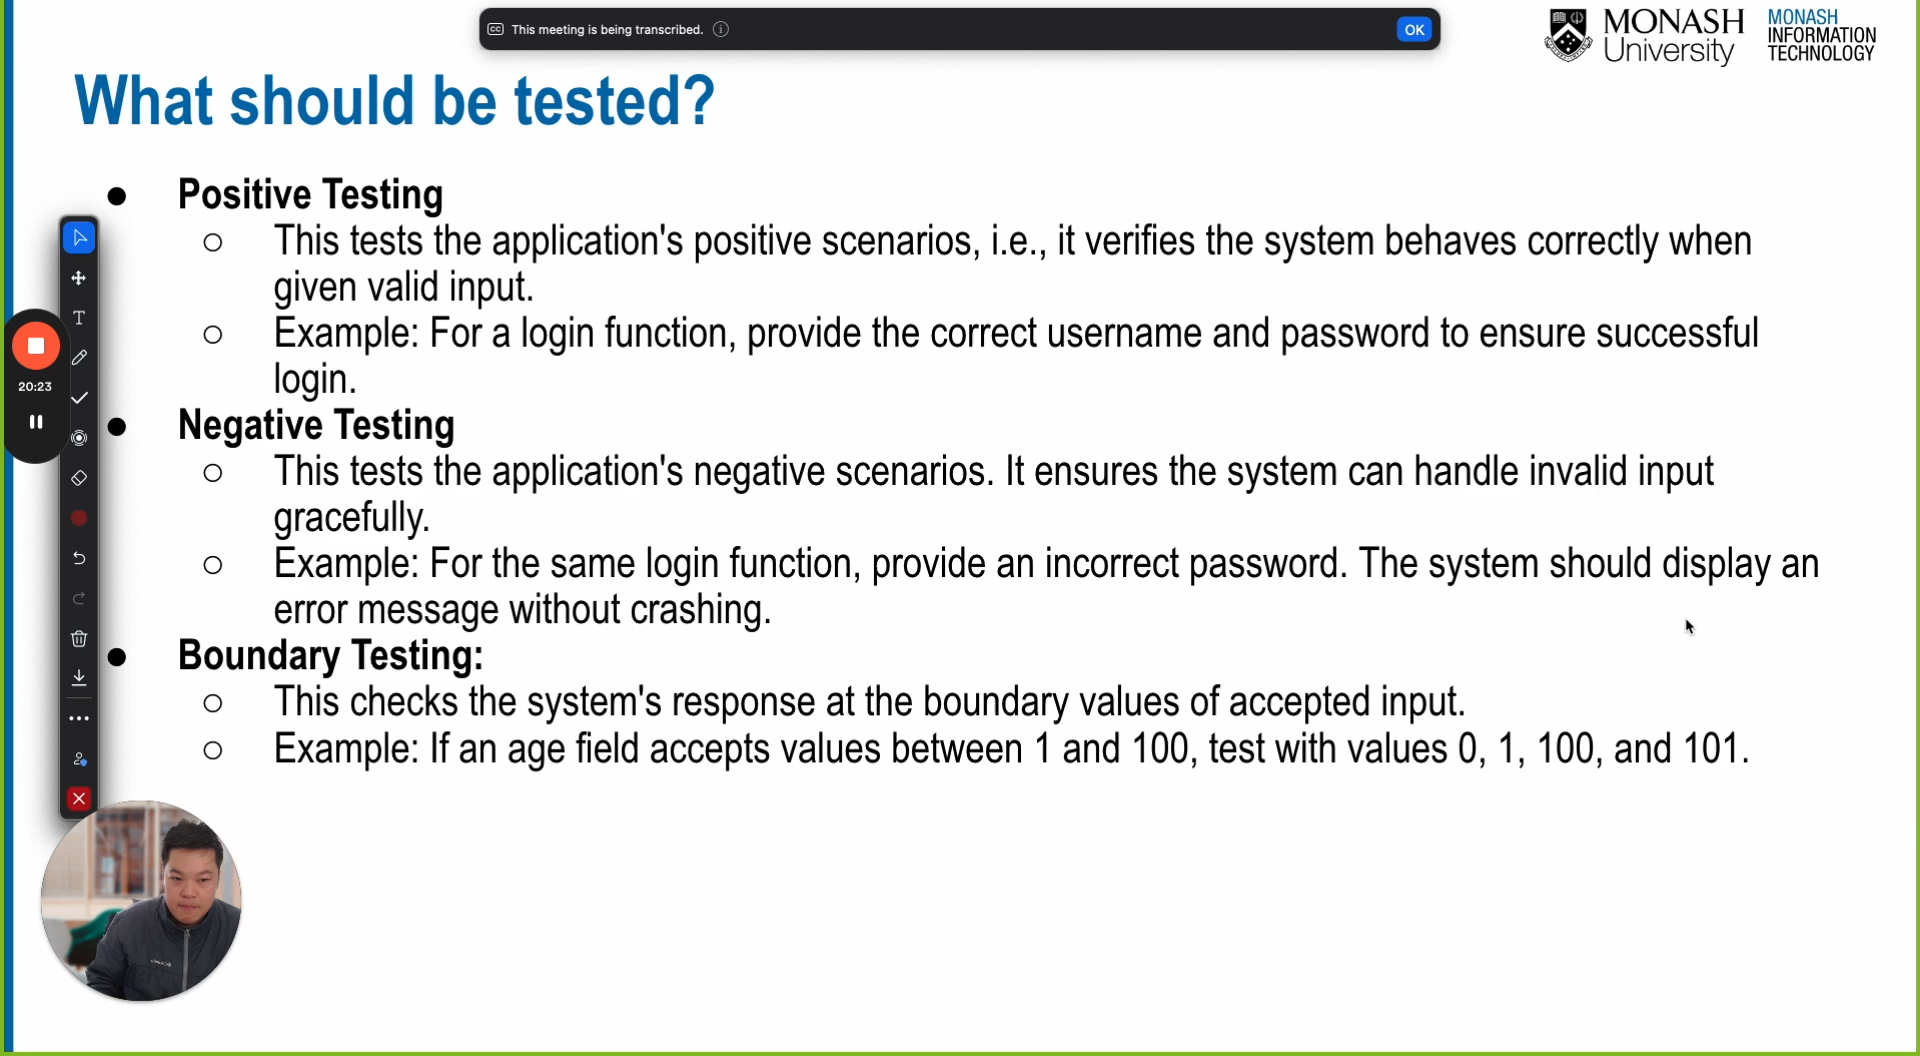 This meeting is being transcribed.
OK
MONASH
University
MONASH
INFORMATION
TECHNOLOGY
What should be tested?
● Positive Testing
○ This tests the application's positive scenarios, i.e., it verifies the system behaves correctly when
given valid input.
○ Example: For a login function, provide the correct username and password to ensure successful
login.
● Negative Testing
○ This tests the application's negative scenarios. It ensures the system can handle invalid input
gracefully.
○ Example: For the same login function, provide an incorrect password. The system should display an
error message without crashing.
● Boundary Testing:
○ This checks the system's response at the boundary values of accepted input.
○ Example: If an age field accepts values between 1 and 100, test with values 0, 1, 100, and 101.
20:23